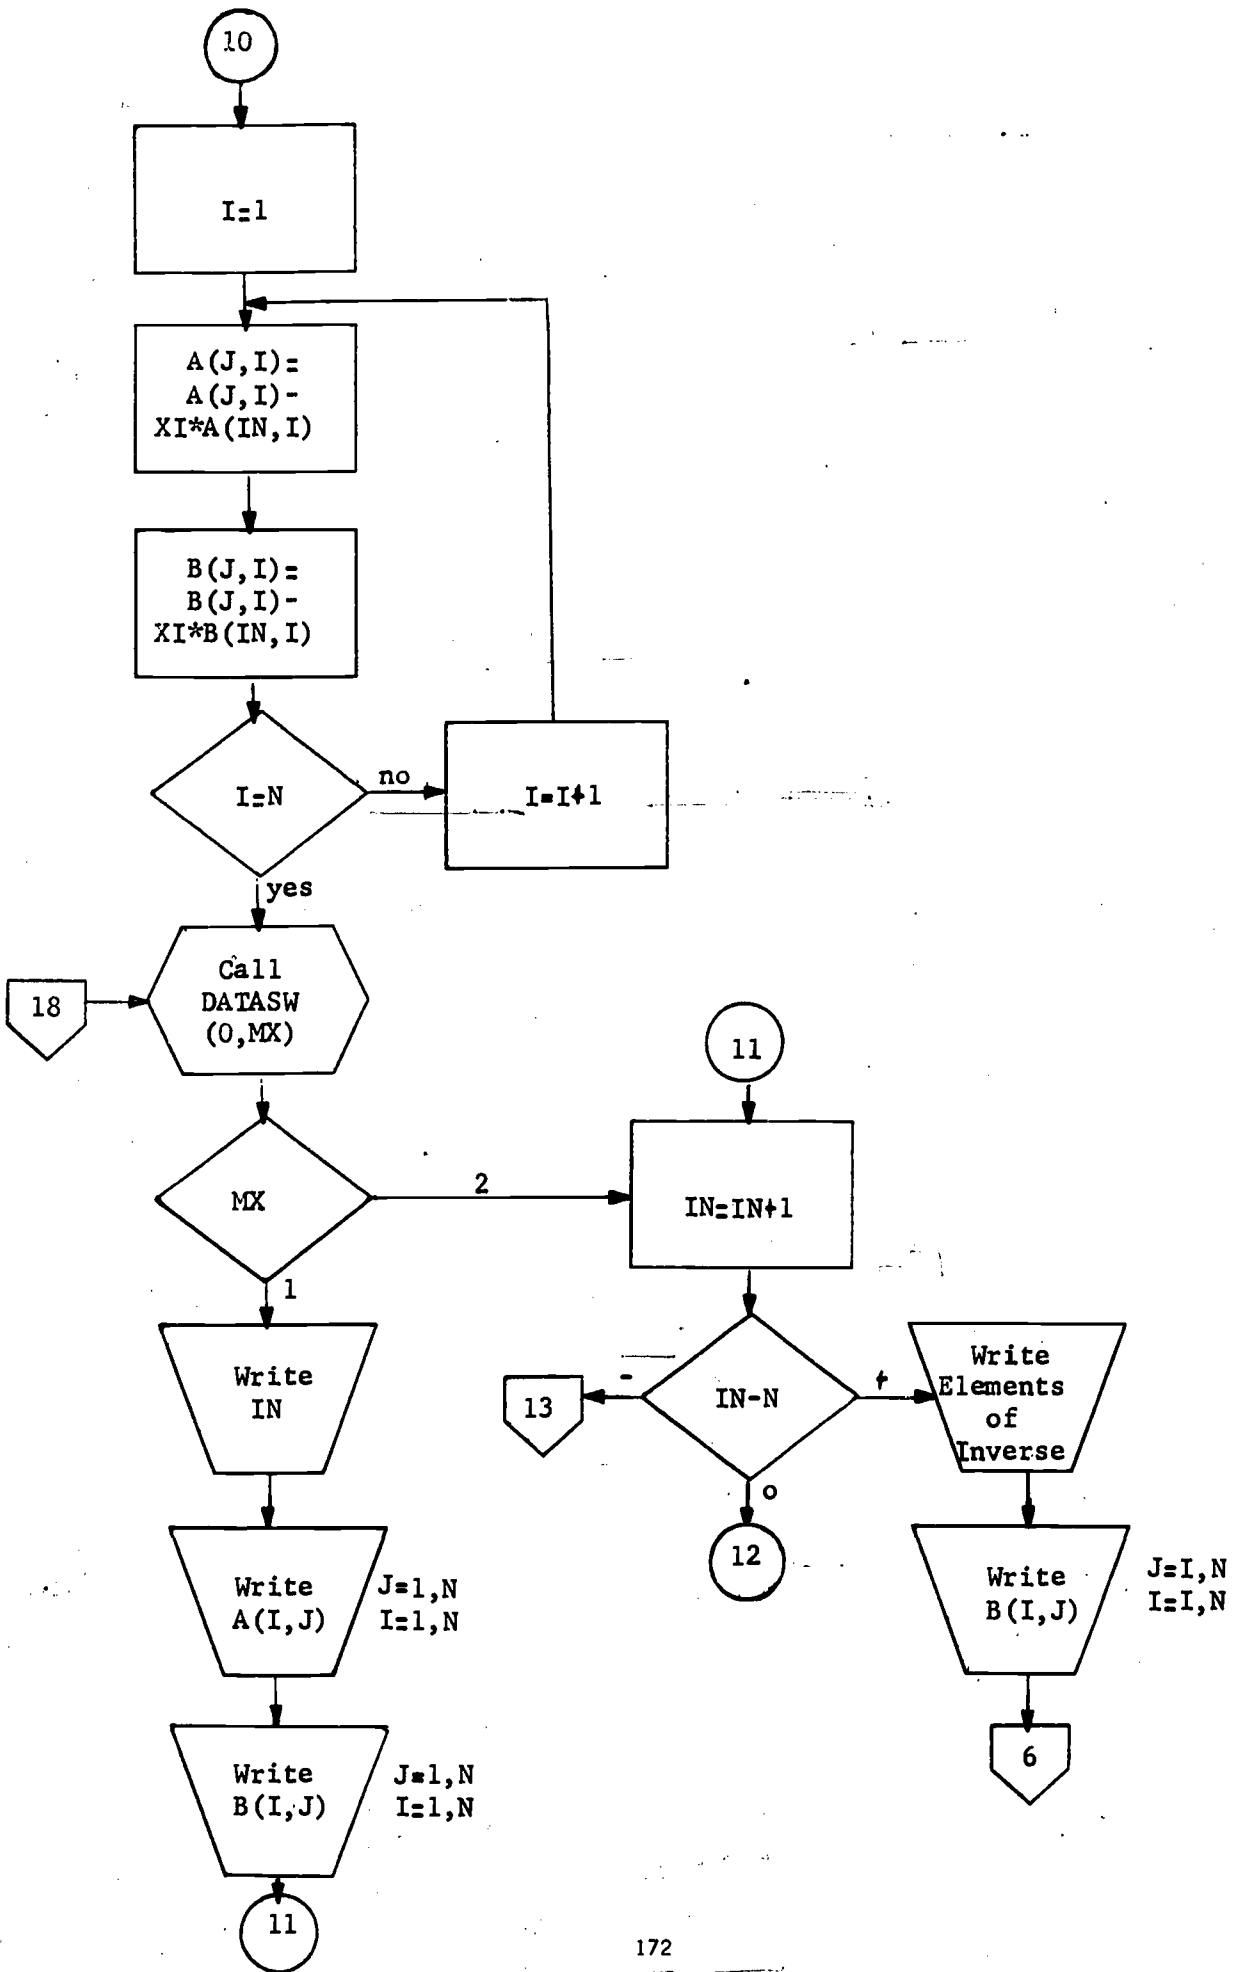 10
I=1
A(J,I)=
A(J,I)-
XI*A(IN,I)
B(J,I)=
B(J,I)-
XI*B(IN,I)
I=N
no
I=I+1
yes
Call
DATASW
(0,MX)
18
MX
2
1
11
IN=IN+1
IN-N
-
13
+
0
12
Write
Elements
of
Inverse
Write
B(I,J)
J=I,N
I=I,N
6
Write
IN
Write
A(I,J)
J=1,N
I=1,N
Write
B(I,J)
J=1,N
I=1,N
11
172